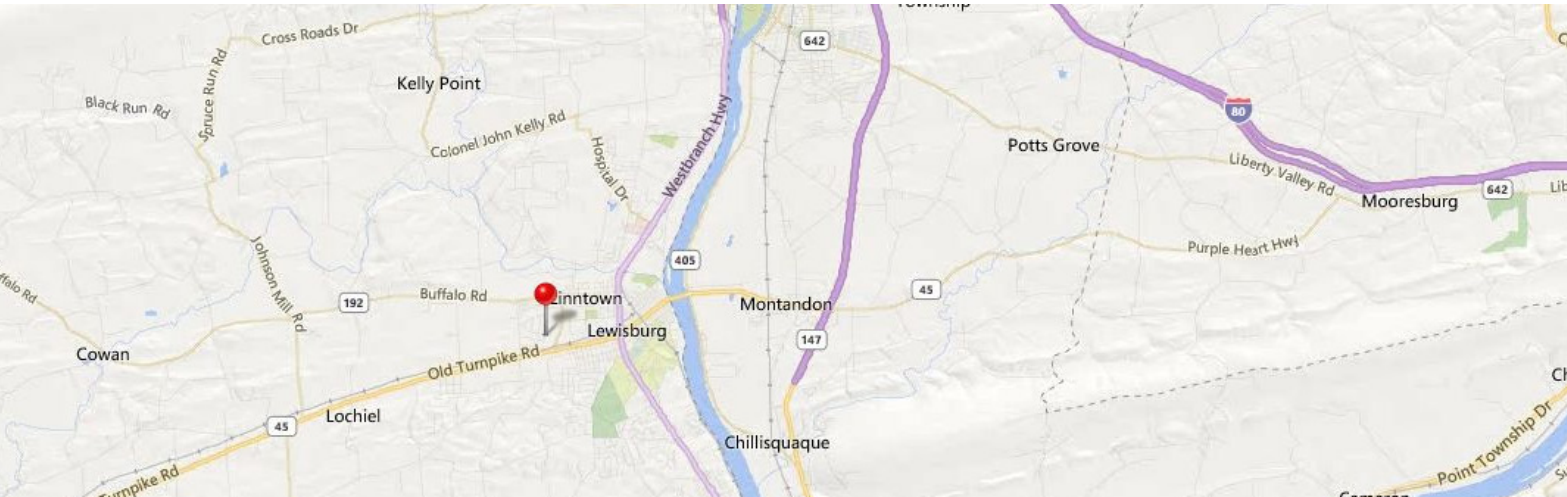 Township
Cross Roads Dr
642
Kelly Point
80
Spruce Run Rd
Black Run Rd
Westbranch Hwy
Colonel John Kelly Rd
Potts Grove
Hospital Dr
Liberty Valley Rd
642
Mooresburg
Purple Heart Hwy
405
Johnson Mill Rd
Buffalo Rd
192
45
Linntown
Montandon
Lewisburg
147
Cowan
Old Turnpike Rd
Lochiel
45
Chillisquaque
Point Township Dr